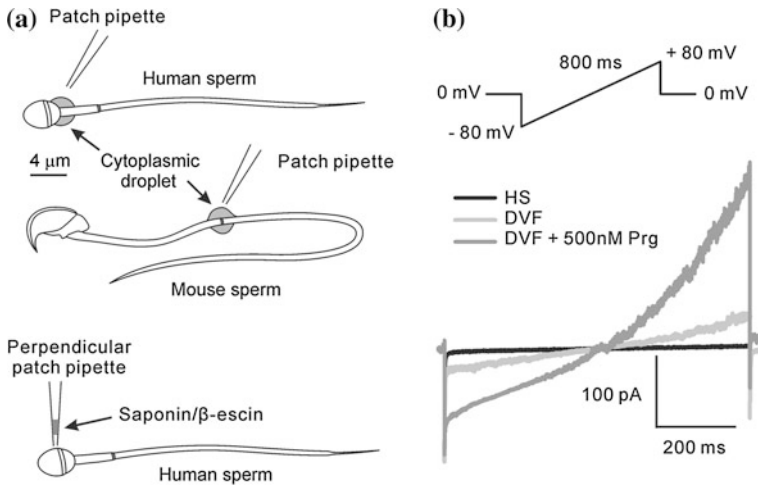 (a)
Patch pipette
Human sperm
4 μm
Cytoplasmic
droplet
Patch pipette
Mouse sperm
Perpendicular
patch pipette
Saponin/β-escin
Human sperm
(b)
+ 80 mV
800 ms
0 mV
0 mV
- 80 mV
HS
DVF
DVF + 500nM Prg
100 pA
200 ms